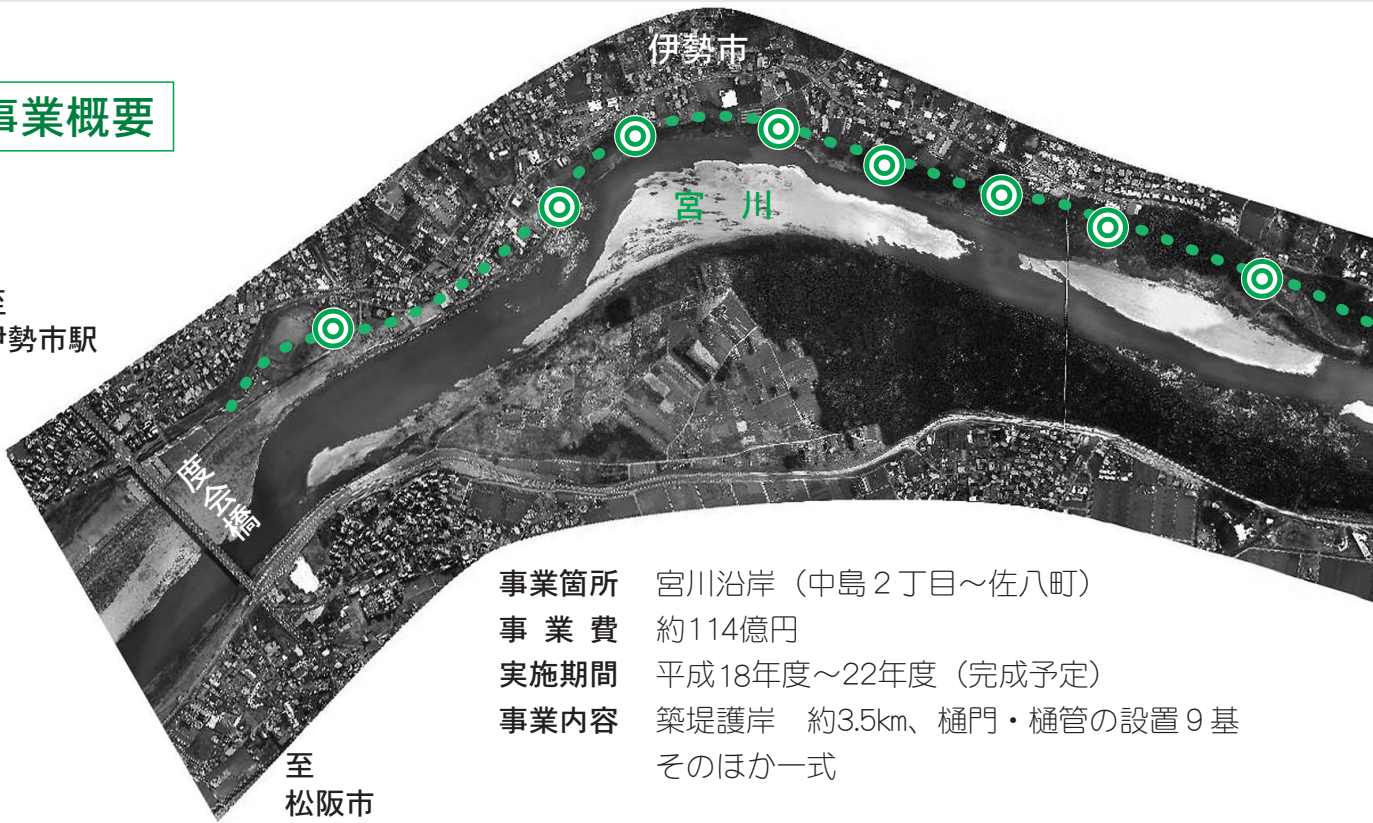 事業概要
伊勢市
宮 川
至
伊勢市駅
度会橋
事業箇所 宮川沿岸（中島２丁目～佐八町）
事 業 費 約114億円
実施期間 平成18年度～22年度（完成予定）
事業内容 築堤護岸　約3.5km、樋門・樋管の設置９基
そのほか一式
至
松阪市